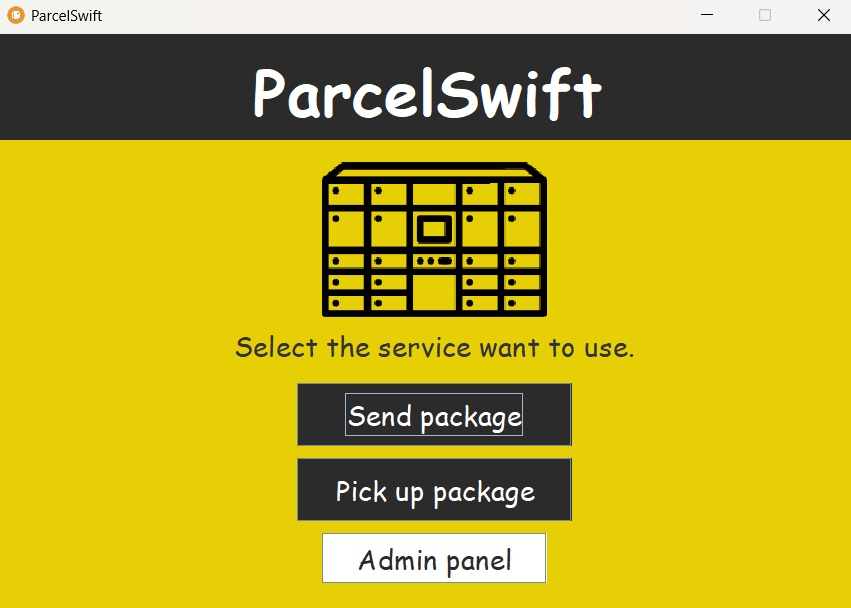 ParcelSwift
ParcelSwift
Select the service want to use.
Send package
Pick up package
Admin panel